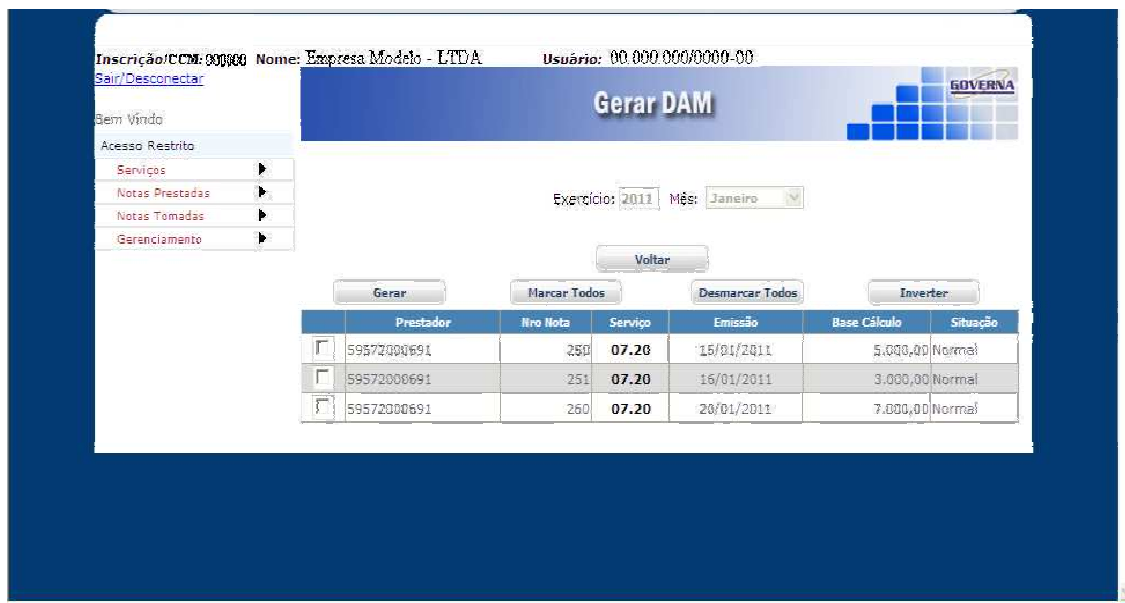 Inscrição/CCM: 000000 Nome: Empresa Modelo - LTDA Usuário: 00.000.000/0000-00
Sair/Desconectar
GOVERNA
Gerar DAM
Bem Vindo
Acesso Restrito
Serviços
Notas Prestadas
Notas Tomadas
Gerenciamento
Exercício: 2011 Mês: Janeiro
Voltar
Gerar Marcar Todos Desmarcar Todos Inverter
Prestador Nro Nota Serviço Emissão Base Cálculo Situação
59572000691 250 07.20 15/01/2011 5.000,00 Normal
59572000691 251 07.20 16/01/2011 3.000,00 Normal
59572000691 260 07.20 20/01/2011 7.000,00 Normal